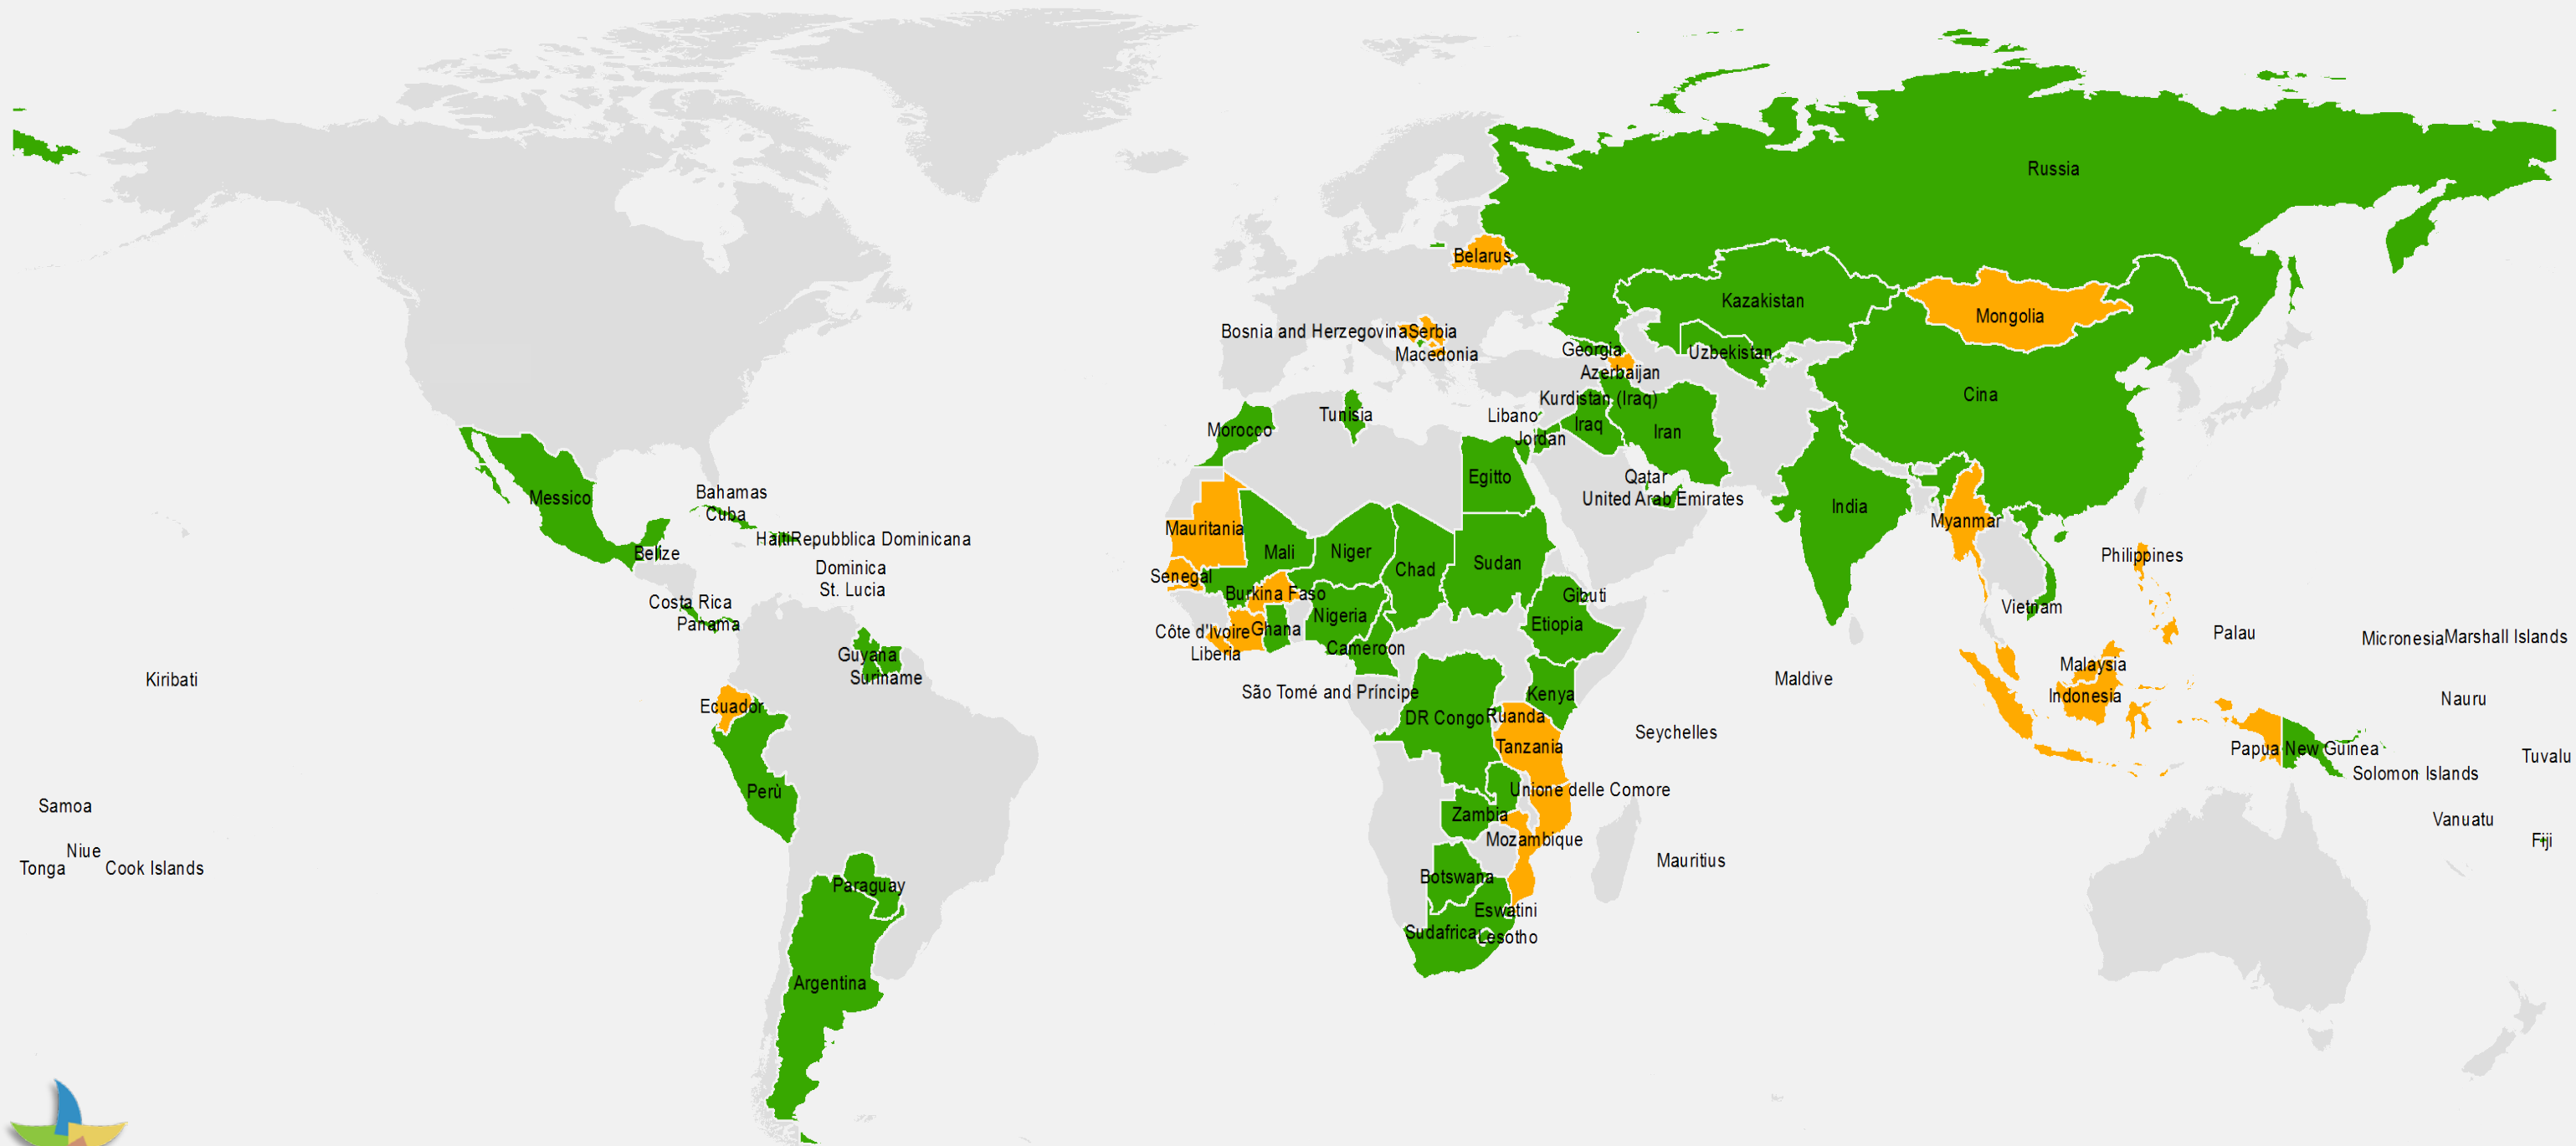 Russia
Belarus
Kazakistan
Mongolia
Bosnia and Herzegovina
Serbia
Macedonia
Georgia
Uzbekistan
Azerbaijan
Cina
Kurdistan (Iraq)
Tunisia
Libano
Iraq
Iran
Morocco
Jordan
Egitto
Qatar
United Arab Emirates
India
Messico
Bahamas
Cuba
Haiti
Repubblica Dominicana
Belize
Dominica
St. Lucia
Costa Rica
Panama
Mauritania
Mali
Niger
Chad
Sudan
Senegal
Burkina Faso
Nigeria
Gibuti
Etiopia
Côte d'Ivoire
Ghana
Liberia
Cameroon
Myanmar
Philippines
Vietnam
Palau
Micronesia
Marshall Islands
Guyana
Suriname
Kiribati
Ecuador
São Tomé and Príncipe
Kenya
Maldive
Malaysia
Indonesia
Nauru
DR Congo
Ruanda
Tanzania
Seychelles
Papua New Guinea
Tuvalu
Solomon Islands
Perù
Unione delle Comore
Samoa
Zambia
Mozambique
Vanuatu
Fiji
Niue
Tonga
Cook Islands
Mauritius
Paraguay
Botswana
Eswatini
Sudafrica
Lesotho
Argentina